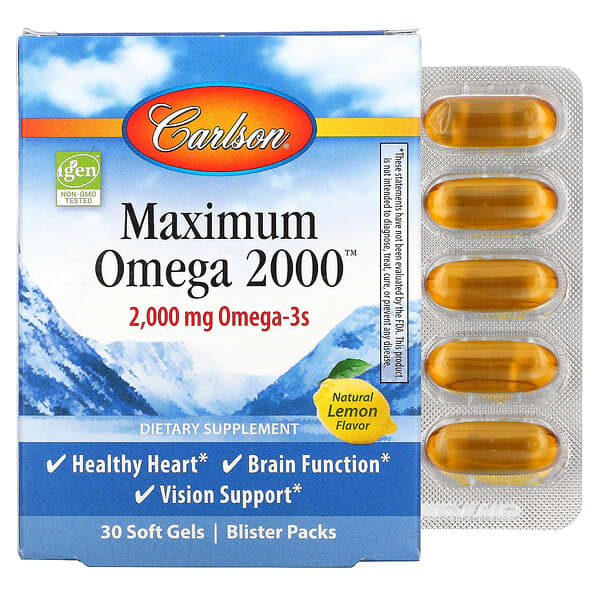 Carlson®
igen
NON-GMO
TESTED
Maximum
Omega 2000™
2,000 mg Omega-3s
*These statements have not been evaluated by the FDA. This product
is not intended to diagnose, treat, cure, or prevent any
disease.
Natural
Lemon
Flavor
DIETARY SUPPLEMENT
✓ Healthy Heart* ✓ Brain Function*
✓ Vision Support*
30 Soft Gels | Blister Packs